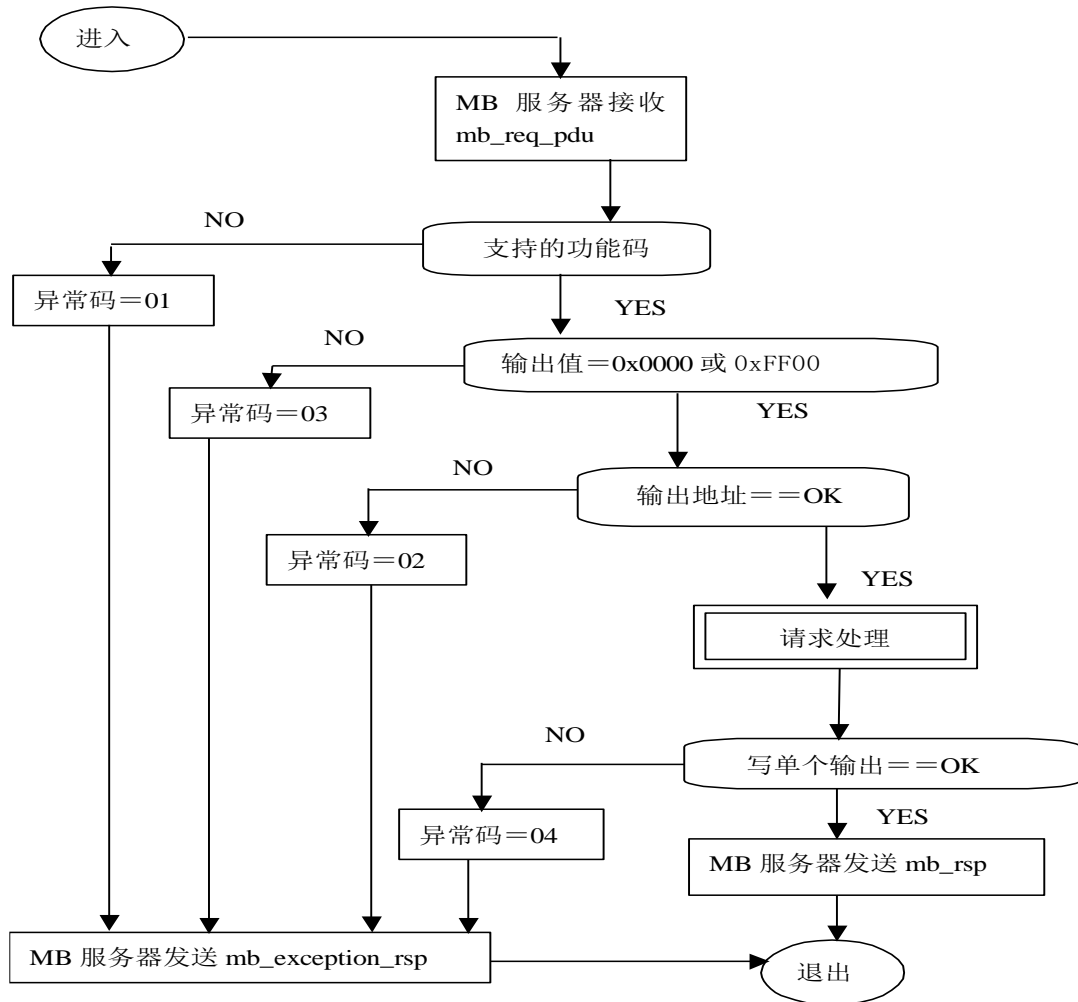 进入
MB 服务器接收
mb_req_pdu
NO
支持的功能码
异常码＝01
YES
NO
输出值＝0x0000 或 0xFF00
异常码＝03
YES
NO
输出地址＝＝OK
异常码＝02
YES
请求处理
NO
写单个输出＝＝OK
异常码＝04
YES
MB 服务器发送 mb_rsp
MB 服务器发送 mb_exception_rsp
退出